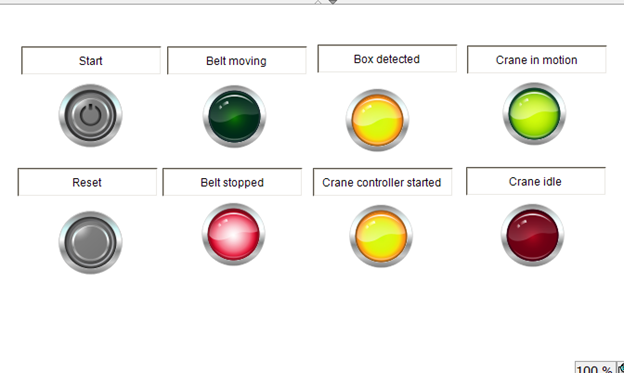 Start
Belt moving
Box detected
Crane in motion
Reset
Belt stopped
Crane controller started
Crane idle
100 %